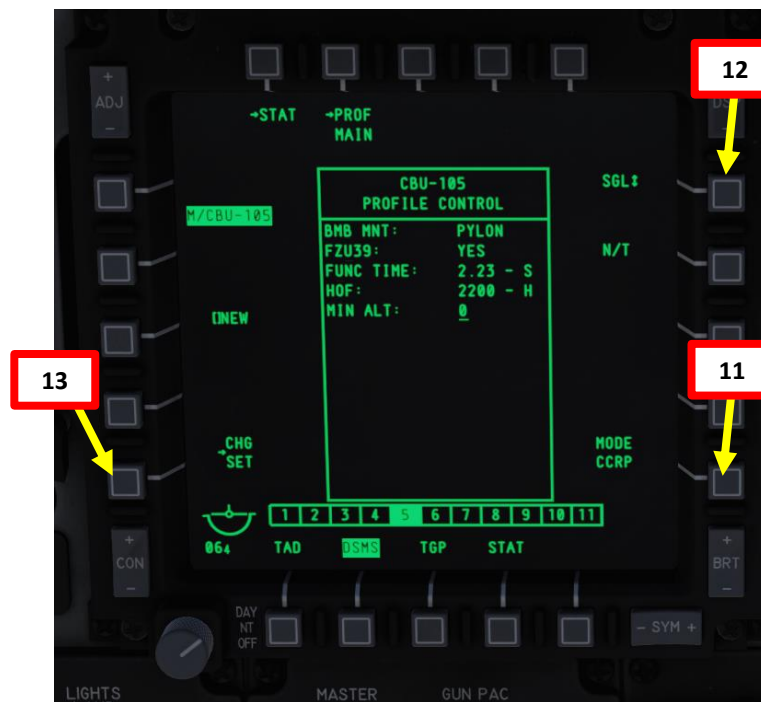 12
+
ADJ
-
DSP
-
→STAT
→PROF
MAIN
CBU-105
PROFILE CONTROL
SGL↕
M/CBU-105
BMB MNT: PYLON
FZU39: YES
FUNC TIME: 2.23 - S
HOF: 2200 - H
MIN ALT: 0
N/T
[]NEW
13
11
→CHG
SET
MODE
CCRP
1 2 3 4 5 6 7 8 9 10 11
064
TAD DSMS TGP STAT
+
CON
-
+
BRT
-
DAY
NT
OFF
- SYM +
LIGHTS MASTER GUN PAC